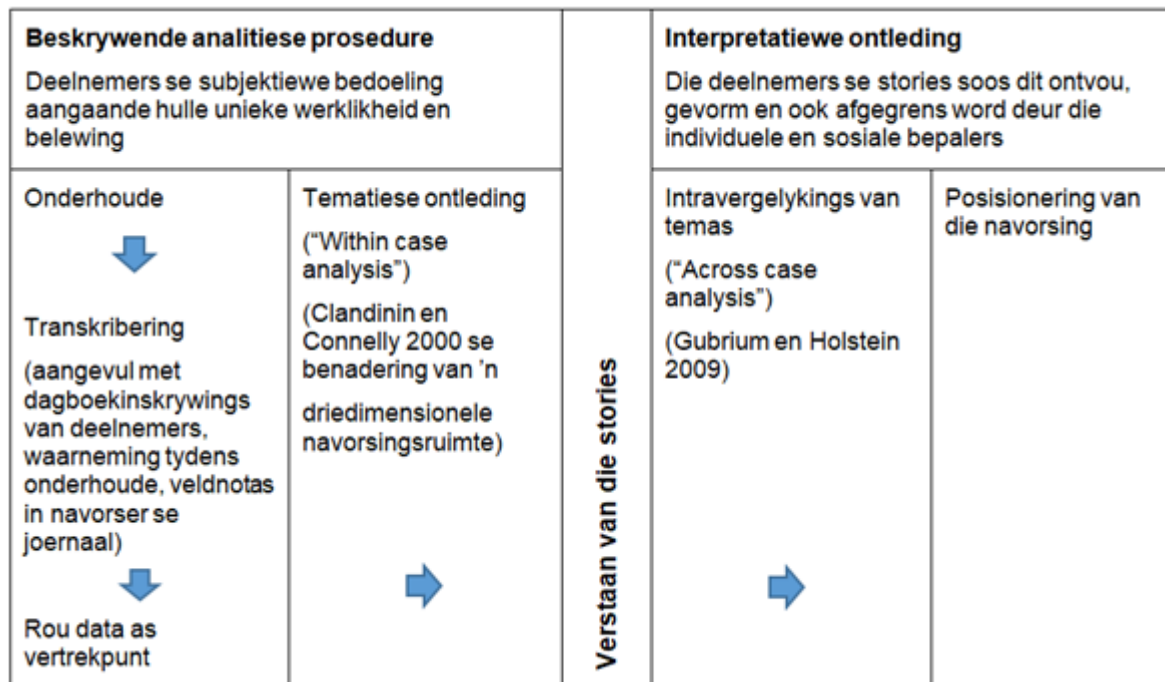 Beskrywende analitiese prosedure
Deelnemers se subjektiewe bedoeling
aangaande hulle unieke werklikheid en
belewing
Onderhoude
Transkribering
(aangevul met
dagboekinskrywings
van deelnemers,
waarneming tydens
onderhoude, veldnotas
in navorser se
joernaal)
Rou data as
vertrekpunt
Tematiese ontleding
(“Within case
analysis”)
(Clandinin en
Connelly 2000 se
benadering van ’n
driedimensionele
navorsingsruimte)
Verstaan van die stories
Interpretatiewe ontleding
Die deelnemers se stories soos dit ontvou,
gevorm en ook afgegrens word deur die
individuele en sosiale bepalers
Intravergelykings van
temas
(“Across case
analysis”)
(Gubrium en Holstein
2009)
Posisionering van
die navorsing